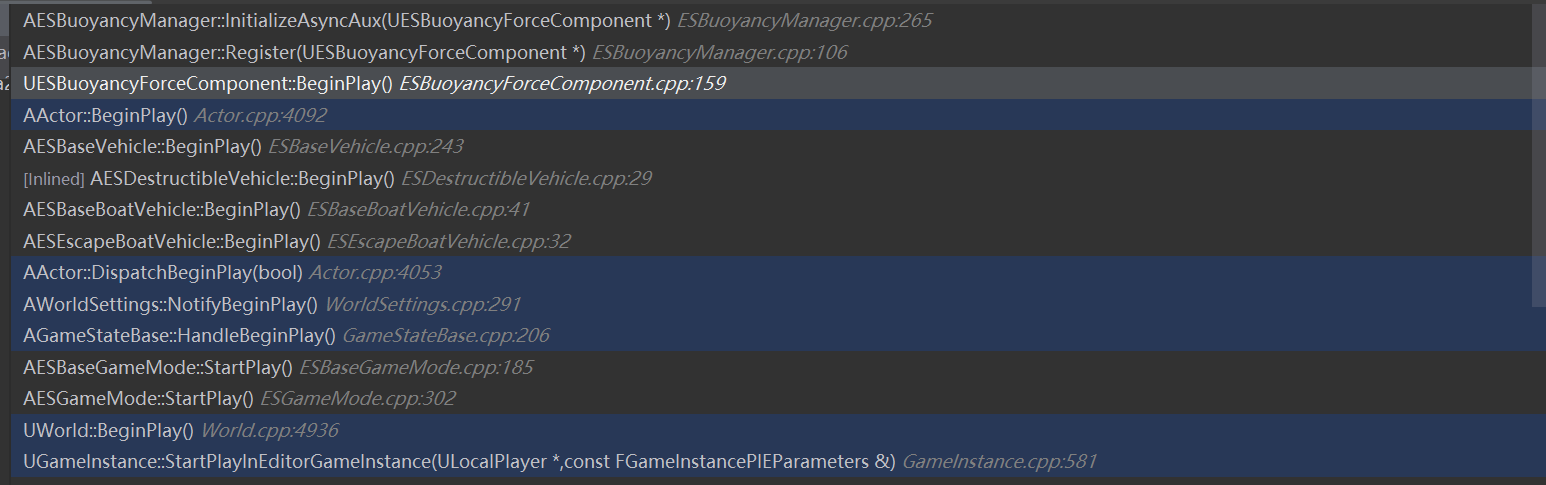 AESBuoyancyManager::InitializeAsyncAux(UESBuoyancyForceComponent *) ESBuoyancyManager.cpp:265
AESBuoyancyManager::Register(UESBuoyancyForceComponent *) ESBuoyancyManager.cpp:106
UESBuoyancyForceComponent::BeginPlay() ESBuoyancyForceComponent.cpp:159
AActor::BeginPlay() Actor.cpp:4092
AESBaseVehicle::BeginPlay() ESBaseVehicle.cpp:243
[Inlined] AESDestructibleVehicle::BeginPlay() ESDestructibleVehicle.cpp:29
AESBaseBoatVehicle::BeginPlay() ESBaseBoatVehicle.cpp:41
AESEscapeBoatVehicle::BeginPlay() ESEscapeBoatVehicle.cpp:32
AActor::DispatchBeginPlay(bool) Actor.cpp:4053
AWorldSettings::NotifyBeginPlay() WorldSettings.cpp:291
AGameStateBase::HandleBeginPlay() GameStateBase.cpp:206
AESBaseGameMode::StartPlay() ESBaseGameMode.cpp:185
AESGameMode::StartPlay() ESGameMode.cpp:302
UWorld::BeginPlay() World.cpp:4936
UGameInstance::StartPlayInEditorGameInstance(ULocalPlayer *,const FGameInstancePIEParameters &) GameInstance.cpp:581